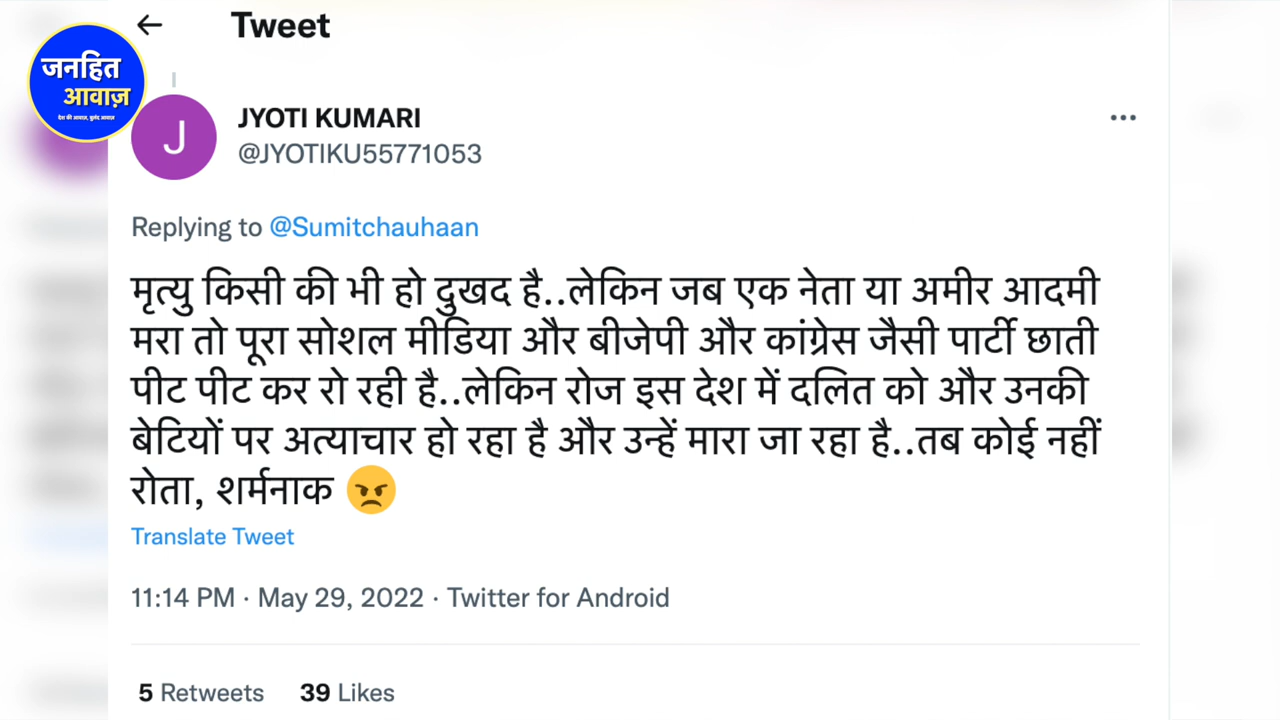 जनहित
आवाज़
देश की आवाज़, बुलंद आवाज़
Tweet
J
JYOTI KUMARI
@JYOTIKU55771053
Replying to @Sumitchauhaan
मृत्यु किसी की भी हो दुखद है..लेकिन जब एक नेता या अमीर आदमी
मरा तो पूरा सोशल मीडिया और बीजेपी और कांग्रेस जैसी पार्टी छाती
पीट पीट कर रो रही है..लेकिन रोज इस देश में दलित को और उनकी
बेटियों पर अत्याचार हो रहा है और उन्हें मारा जा रहा है..तब कोई नहीं
रोता, शर्मनाक 😠
Translate Tweet
11:14 PM · May 29, 2022 · Twitter for Android
5 Retweets 39 Likes